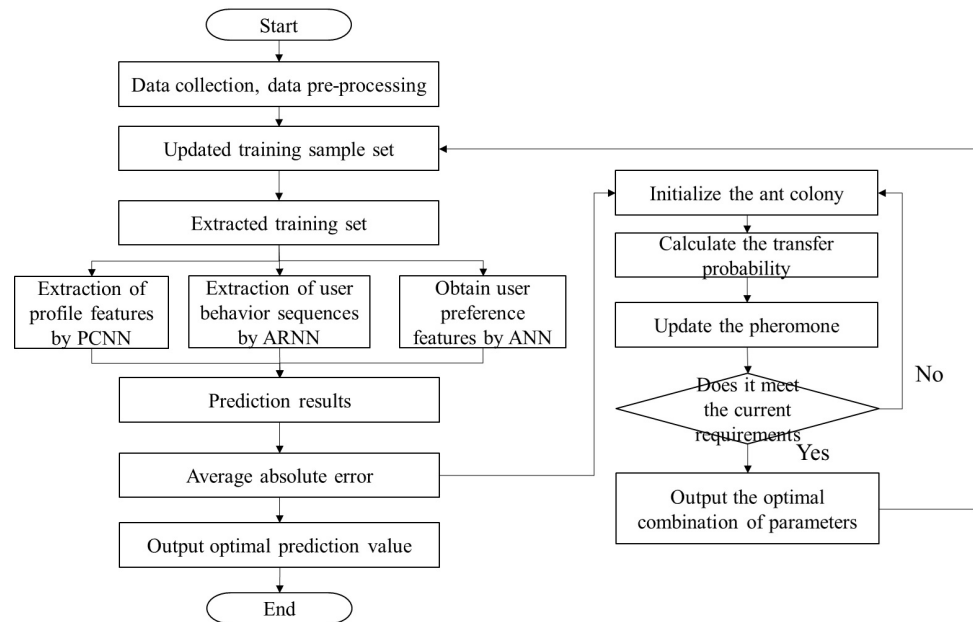 Start
Data collection, data pre-processing
Updated training sample set
Extracted training set
Extraction of
profile features
by PCNN
Extraction of user
behavior sequences
by ARNN
Obtain user
preference
features by ANN
Prediction results
Average absolute error
Output optimal prediction value
End
Initialize the ant colony
Calculate the transfer
probability
Update the pheromone
Does it meet
the current
requirements
No
Yes
Output the optimal
combination of parameters